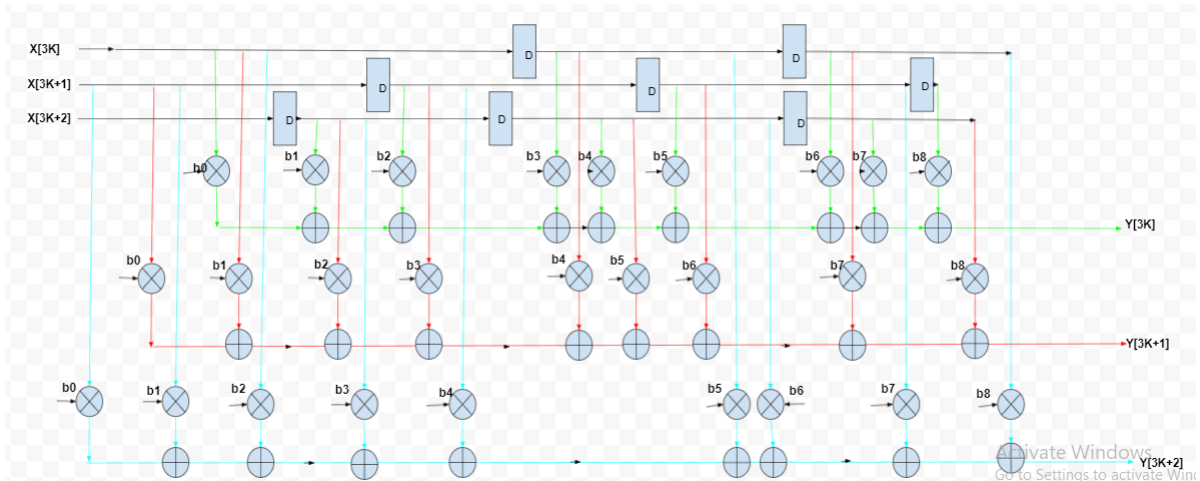 X[3K]
D
D
X[3K+1]
D
D
D
X[3K+2]
D
D
D
b0 b1 b2 b3 b4 b5 b6 b7 b8
Y[3K]
b0 b1 b2 b3 b4 b5 b6 b7 b8
Y[3K+1]
b0 b1 b2 b3 b4 b5 b6 b7 b8
Activate Windows
Y[3K+2]
Go to Settings to activate Win